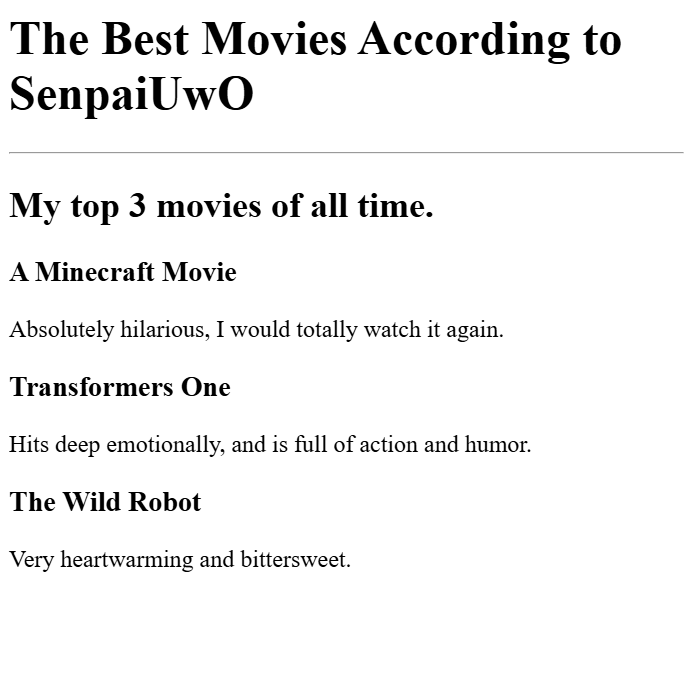 The Best Movies According to
SenpaiUwO
My top 3 movies of all time.
A Minecraft Movie
Absolutely hilarious, I would totally watch it again.
Transformers One
Hits deep emotionally, and is full of action and humor.
The Wild Robot
Very heartwarming and bittersweet.